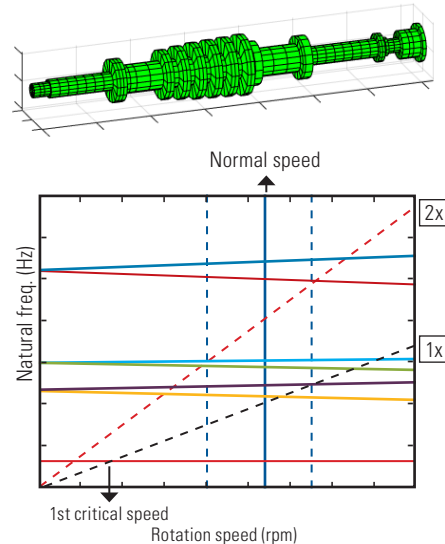 Normal speed
2x
Natural freq. (Hz)
1x
1st critical speed
Rotation speed (rpm)